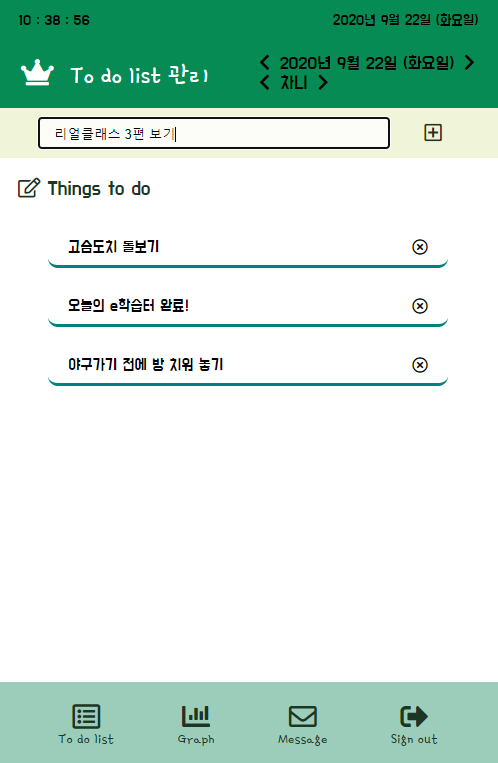 10 : 38 : 56
2020년 9월 22일 (화요일)
To do list 관리
2020년 9월 22일 (화요일)
차니
리얼클래스 3편 보기
Things to do
고슴도치 돌보기
오늘의 e학습터 완료!
야구가기 전에 방 치워 놓기
To do list
Graph
Message
Sign out